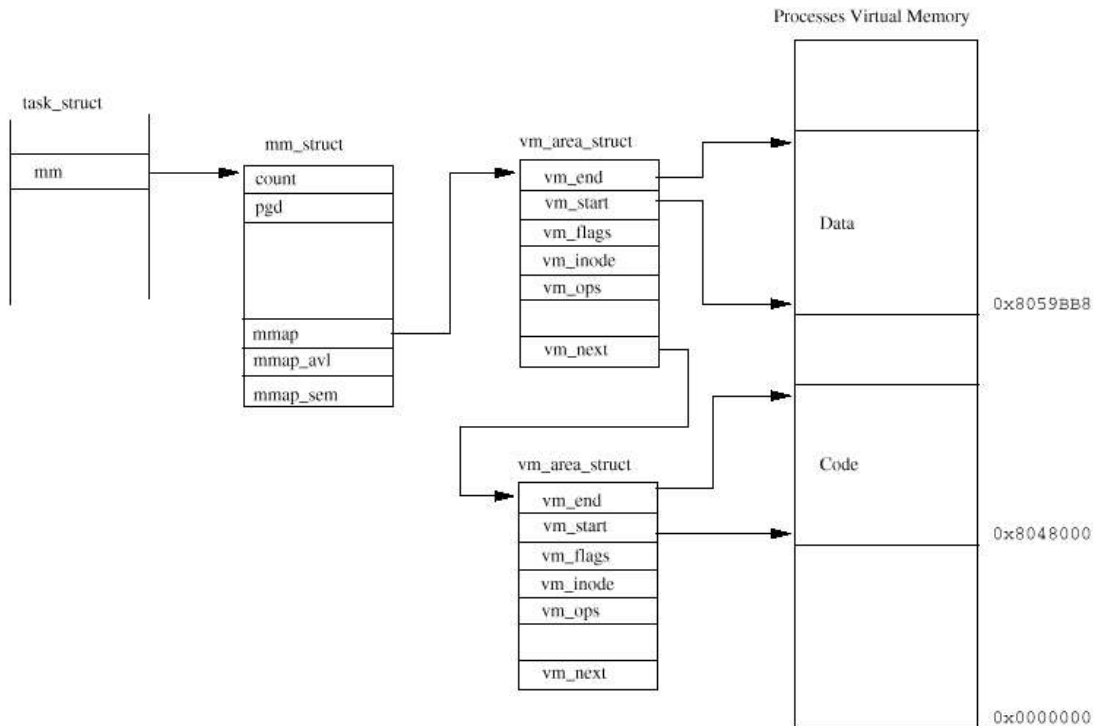 Processes Virtual Memory
task_struct
mm
mm_struct
count
pgd
mmap
mmap_avl
mmap_sem
vm_area_struct
vm_end
vm_start
vm_flags
vm_inode
vm_ops
vm_next
vm_area_struct
vm_end
vm_start
vm_flags
vm_inode
vm_ops
vm_next
Data
0x8059BB8
Code
0x8048000
0x0000000